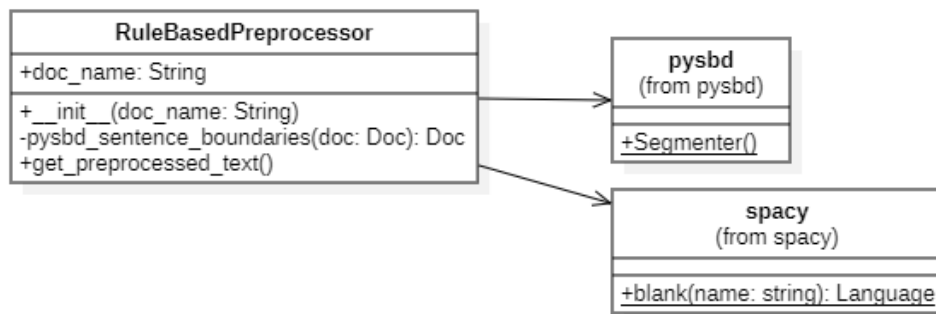 RuleBasedPreprocessor
+doc_name: String
+__init__(doc_name: String)
-pysbd_sentence_boundaries(doc: Doc): Doc
+get_preprocessed_text()
pysbd
(from pysbd)
+Segmenter()
spacy
(from spacy)
+blank(name: string): Language